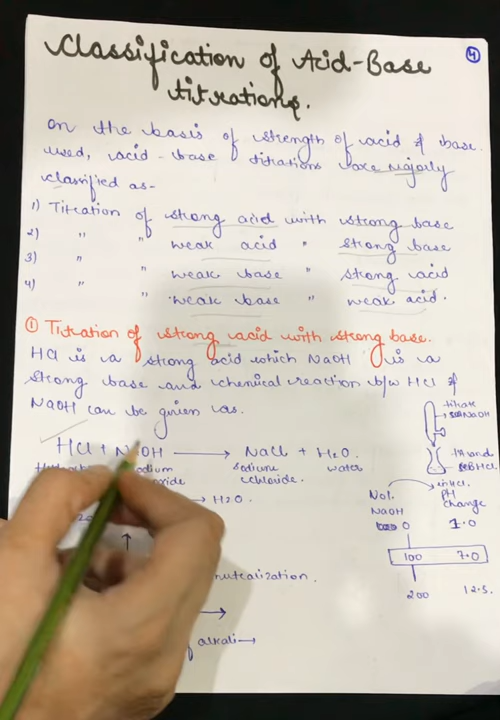 4
Classification of Acid-Base
titrations.
On the basis of strength of acid & base
used, acid-base titrations are majorly
classified as-
1) Titration of strong acid with strong base
2) " " weak acid " strong base
3) " " weak base " strong acid
4) " weak base " weak acid.
① Titration of strong acid with strong base.
HCl is a strong acid which NaOH is a
strong base and chemical reaction b/w HCl &
NaOH can be given as.
HCl + NaOH → NaCl + H₂O.
sodium chloride. water
→ H₂O.
titrate
NaOH
titrand
HCl.
Vol. NaOH pH change
0 1.0
100 7.0
200 12.5.
neutralization.
→
of alkali →